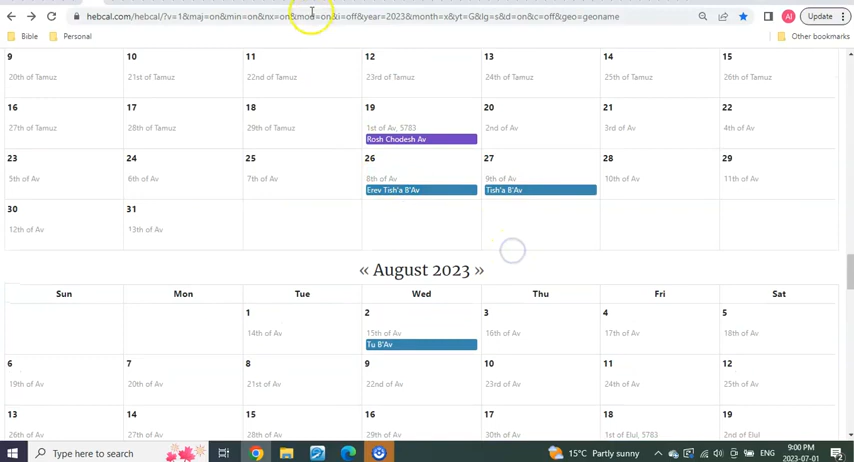 hebcal.com/hebcal/?v=1&maj=on&min=on&nx=on&mod=on&i=off&year=2023&month=x&yt=G&lg=s&d=on&c=off&geo=geoname
AI
Update
Bible Personal Other bookmarks
9 10 11 12 13 14 15
20th of Tamuz 21st of Tamuz 22nd of Tamuz 23rd of Tamuz 24th of Tamuz 25th of Tamuz 26th of Tamuz
16 17 18 19 20 21 22
27th of Tamuz 28th of Tamuz 29th of Tamuz 1st of Av, 5783 2nd of Av 3rd of Av 4th of Av
Rosh Chodesh Av
23 24 25 26 27 28 29
5th of Av 6th of Av 7th of Av 8th of Av 9th of Av 10th of Av 11th of Av
Erev Tish'a B'Av Tish'a B'Av
30 31
12th of Av 13th of Av
« August 2023 »
Sun Mon Tue Wed Thu Fri Sat
1 2 3 4 5
14th of Av 15th of Av 16th of Av 17th of Av 18th of Av
Tu B'Av
6 7 8 9 10 11 12
19th of Av 20th of Av 21st of Av 22nd of Av 23rd of Av 24th of Av 25th of Av
13 14 15 16 17 18 19
26th of Av 27th of Av 28th of Av 29th of Av 30th of Av 1st of Elul, 5783 2nd of Elul
Type here to search
15°C Partly sunny
ENG
9:00 PM
2023-07-01
2